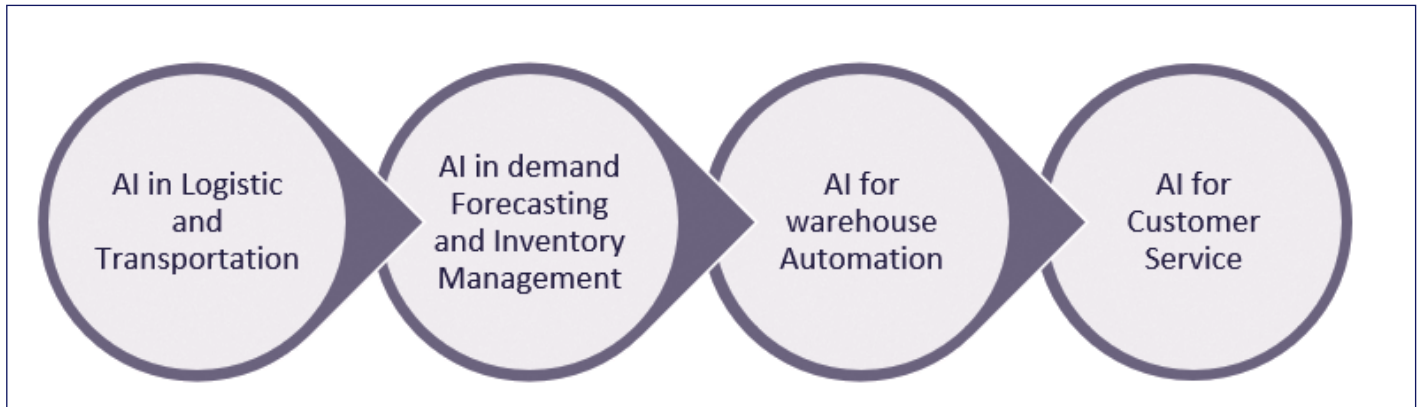 AI in Logistic
and
Transportation
AI in demand
Forecasting
and Inventory
Management
AI for
warehouse
Automation
AI for
Customer
Service